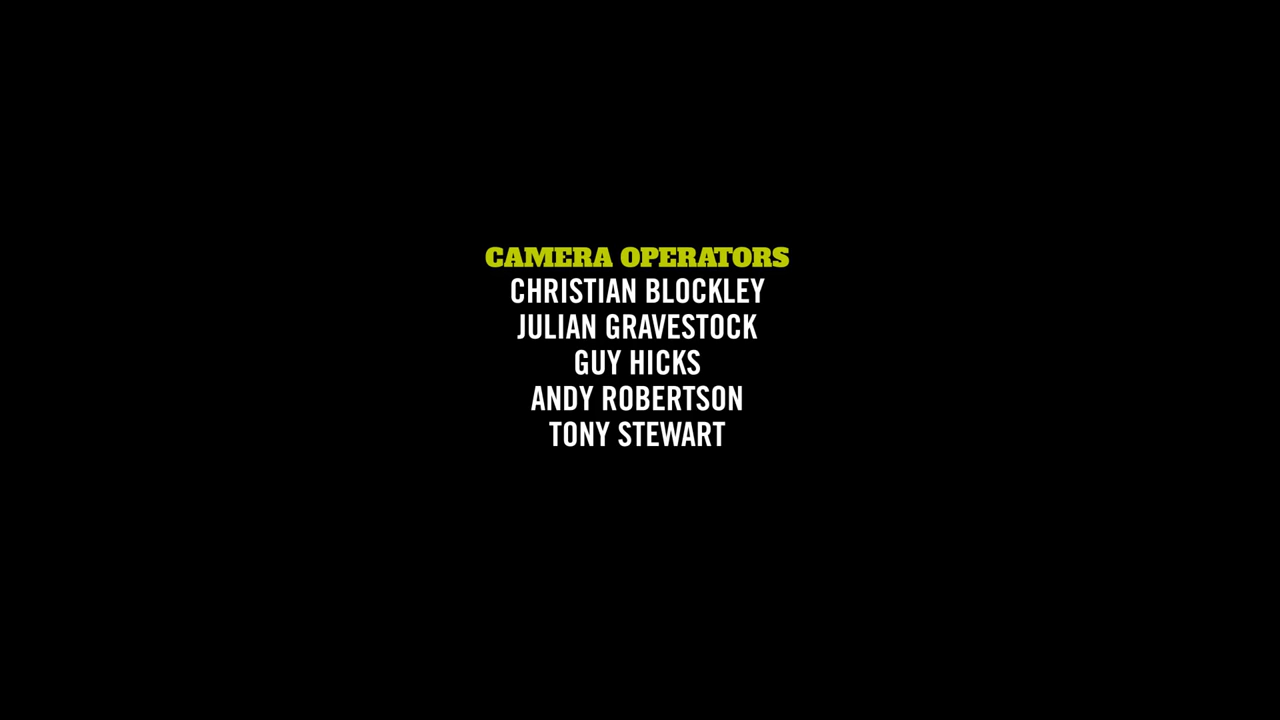 CAMERA OPERATORS
CHRISTIAN BLOCKLEY
JULIAN GRAVESTOCK
GUY HICKS
ANDY ROBERTSON
TONY STEWART